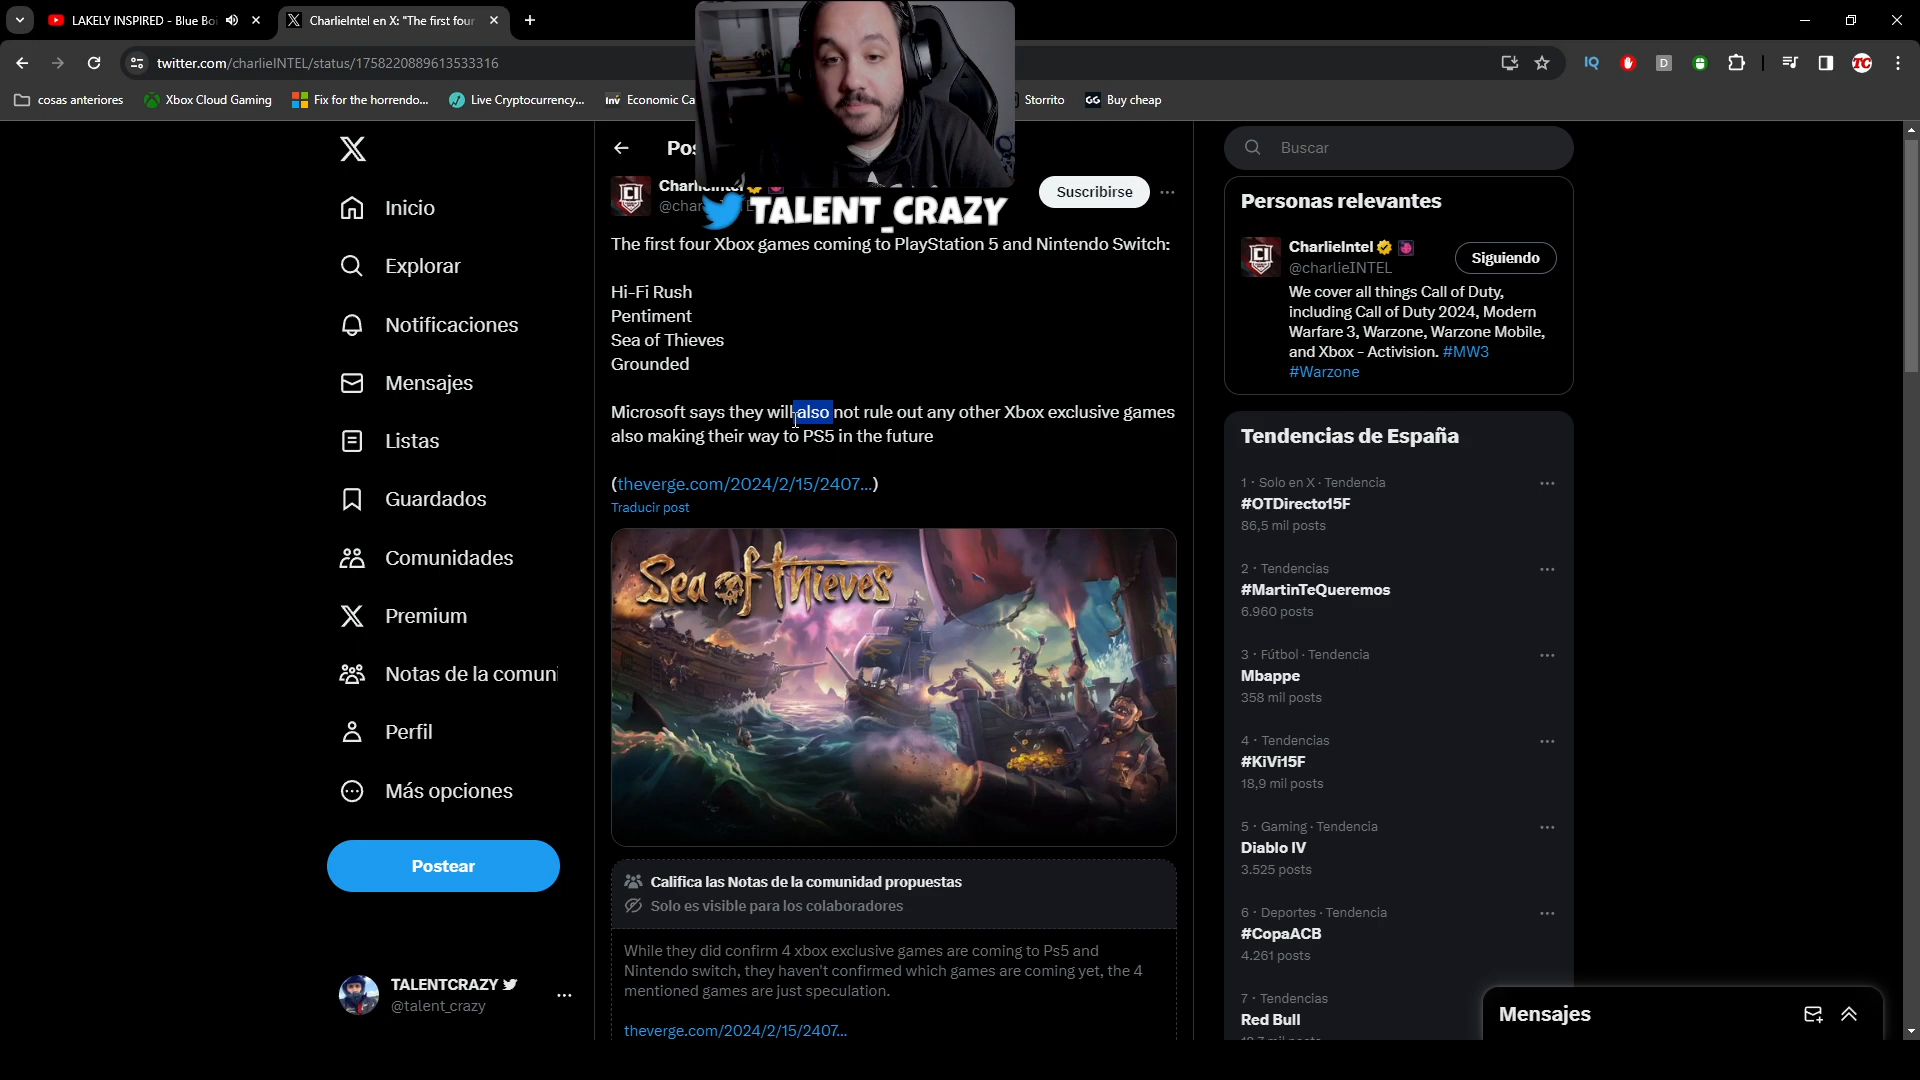 LAKELY INSPIRED - Blue Boi
CharlieIntel en X: "The first four
twitter.com/charlieINTEL/status/1758220889613533316
cosas anteriores
Xbox Cloud Gaming
Fix for the horrendo...
Live Cryptocurrency,...
Inv Economic Ca
Storrito
GG Buy cheap
IQ
D
TC
Inicio
Explorar
Notificaciones
Mensajes
Listas
Guardados
Comunidades
Premium
Notas de la comuni
Perfil
Más opciones
Postear
TALENTCRAZY
@talent_crazy
Pos
CharlieIntel
@char
Suscribirse
TALENT_CRAZY
The first four Xbox games coming to PlayStation 5 and Nintendo Switch:
Hi-Fi Rush
Pentiment
Sea of Thieves
Grounded
Microsoft says they will also not rule out any other Xbox exclusive games
also making their way to PS5 in the future
(theverge.com/2024/2/15/2407...)
Traducir post
Sea of Thieves
Califica las Notas de la comunidad propuestas
Solo es visible para los colaboradores
While they did confirm 4 xbox exclusive games are coming to Ps5 and
Nintendo switch, they haven't confirmed which games are coming yet, the 4
mentioned games are just speculation.
theverge.com/2024/2/15/2407...
Buscar
Personas relevantes
CharlieIntel
@charlieINTEL
Siguiendo
We cover all things Call of Duty,
including Call of Duty 2024, Modern
Warfare 3, Warzone, Warzone Mobile,
and Xbox - Activision. #MW3
#Warzone
Tendencias de España
1 · Solo en X · Tendencia
#OTDirecto15F
86,5 mil posts
2 · Tendencias
#MartinTeQueremos
6.960 posts
3 · Fútbol · Tendencia
Mbappe
358 mil posts
4 · Tendencias
#KiVi15F
18,9 mil posts
5 · Gaming · Tendencia
Diablo IV
3.525 posts
6 · Deportes · Tendencia
#CopaACB
4.261 posts
7 · Tendencias
Red Bull
Mensajes